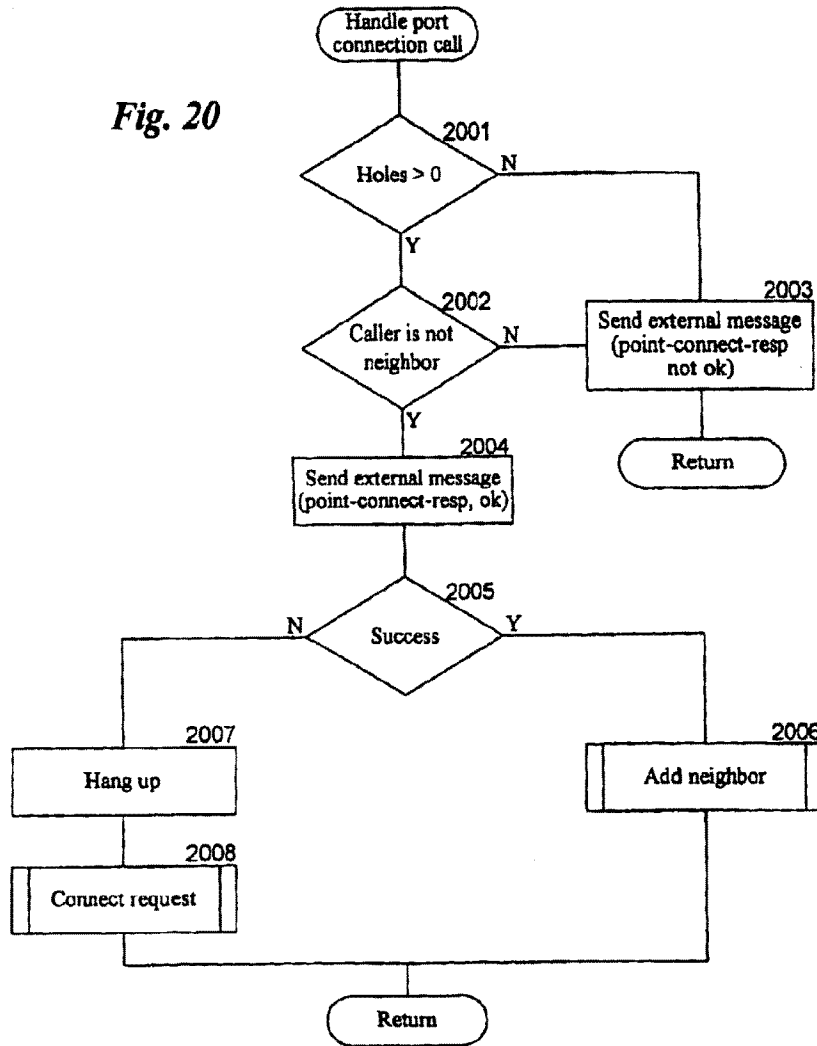 Handle port
connection call
Fig. 20
2001
Holes > 0
N
Y
2002
Caller is not
neighbor
N
Y
2003
Send external message
(point-connect-resp
not ok)
Return
2004
Send external message
(point-connect-resp, ok)
2005
Success
N
Y
2007
Hang up
2006
Add neighbor
2008
Connect request
Return